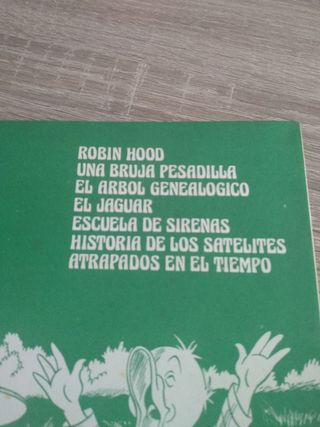 ROBIN HOOD
UNA BRUJA PESADILLA
EL ARBOL GENEALOGICO
EL JAGUAR
ESCUELA DE SIRENAS
HISTORIA DE LOS SATELITES
ATRAPADOS EN EL TIEMPO